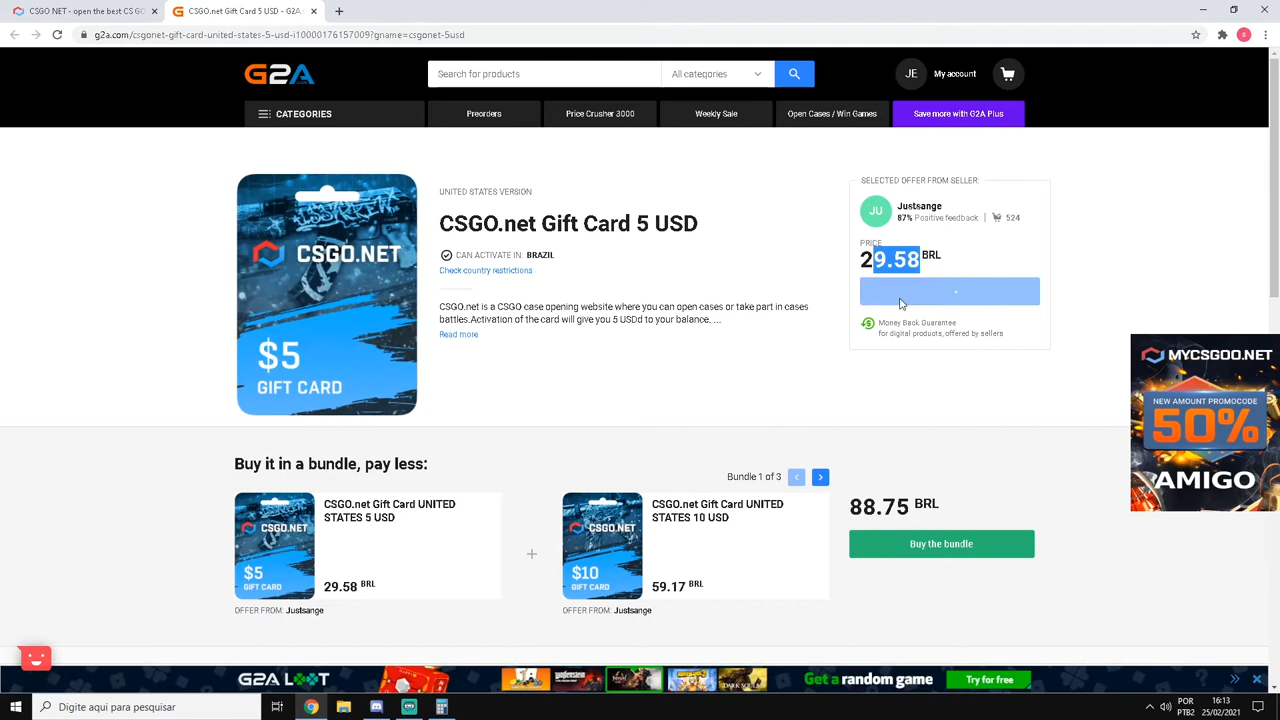 CSGO NET - open the best CS GO
CSGO.net Gift Card 5 USD - G2A.
g2a.com/csgonet-gift-card-united-states-5-usd-i10000176157009?gname=csgonet-5usd
S
G2A
Search for products
All categories
JE
My account
CATEGORIES
Preorders
Price Crusher 3000
Weekly Sale
Open Cases / Win Games
Save more with G2A Plus
CSGO.NET
$5
GIFT CARD
UNITED STATES VERSION
CSGO.net Gift Card 5 USD
CAN ACTIVATE IN: BRAZIL
Check country restrictions
CSGO.net is a CSGO case opening website where you can open cases or take part in cases
battles.Activation of the card will give you 5 USDd to your balance. ...
Read more
SELECTED OFFER FROM SELLER:
JU
Justsange
87% Positive feedback | 524
PRICE
29.58 BRL
Money Back Guarantee
for digital products, offered by sellers
MYCSGOO.NET
NEW AMOUNT PROMOCODE
50%
AMIGO
Buy it in a bundle, pay less:
Bundle 1 of 3
CSGO.NET
$5
GIFT CARD
CSGO.net Gift Card UNITED
STATES 5 USD
29.58 BRL
OFFER FROM: Justsange
+
CSGO.NET
$10
GIFT CARD
CSGO.net Gift Card UNITED
STATES 10 USD
59.17 BRL
OFFER FROM: Justsange
88.75 BRL
Buy the bundle
G2A LOOT
DARK SOULS
Get a random game
Try for free
Digite aqui para pesquisar
POR
PTB2
16:13
25/02/2021